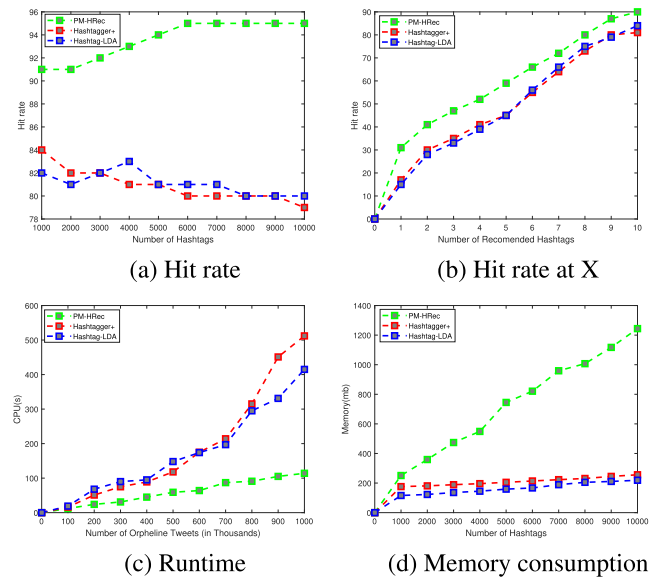 96
94
92
90
88
86
84
82
80
78
Hit rate
PM-HRec
Hashtagger+
Hashtag-LDA
1000 2000 3000 4000 5000 6000 7000 8000 9000 10000
Number of Hashtags
(a) Hit rate
90
80
70
60
50
40
30
20
10
0
Hit rate
PM-HRec
Hashtagger+
Hashtag-LDA
0 1 2 3 4 5 6 7 8 9 10
Number of Recomended Hashtags
(b) Hit rate at X
600
500
400
300
200
100
0
CPU(s)
PM-HRec
Hashtagger+
Hashtag-LDA
0 100 200 300 400 500 600 700 800 900 1000
Number of Orpheline Tweets (in Thousands)
(c) Runtime
1400
1200
1000
800
600
400
200
0
Memory(mb)
PM-HRec
Hashtagger+
Hashtag-LDA
0 1000 2000 3000 4000 5000 6000 7000 8000 9000 10000
Number of Hashtags
(d) Memory consumption